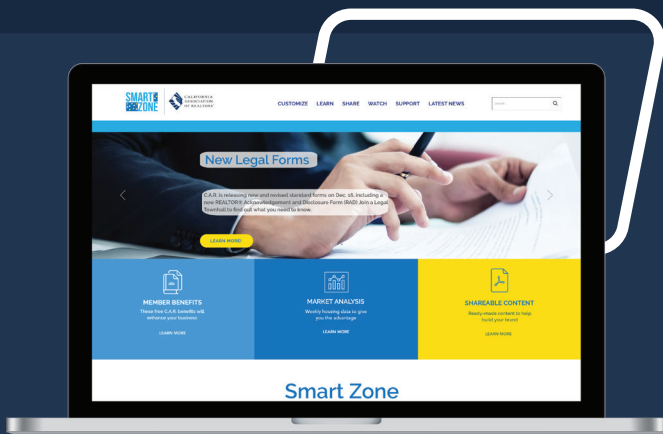 SMART
ZONE
CALIFORNIA
ASSOCIATION
OF REALTORS®
CUSTOMIZE LEARN SHARE WATCH SUPPORT LATEST NEWS
Search...
New Legal Forms
C.A.R. is releasing new and revised standard forms on Dec. 16, including a
new REALTOR® Acknowledgement and Disclosure Form (RAD) Join a Legal
Townhall to find out what you need to know.
LEARN MORE!
MEMBER BENEFITS
These free C.A.R. benefits will
enhance your business
LEARN MORE
MARKET ANALYSIS
Weekly housing data to give
you the advantage
LEARN MORE
SHAREABLE CONTENT
Ready-made content to help
build your brand
LEARN MORE
Smart Zone